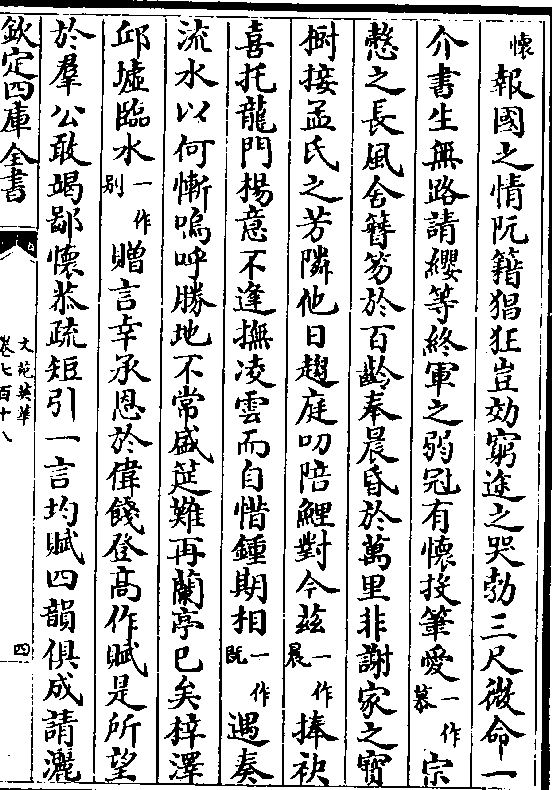 懷報國之情阮籍猖狂豈効窮途之哭勃三尺微命一
介書生無路請纓等終軍之弱冠有懷投筆愛一作慕宗
慤之長風舍簪笏於百齡奉晨昏於萬里非謝家之寶
樹接孟氏之芳隣他日趨庭叨陪鯉對今茲一作晨捧袂
喜托龍門楊意不逢撫凌雲而自惜鍾期相一作既遇奏
流水以何慚嗚呼勝地不常盛筵難再蘭亭已矣梓澤
邱墟臨水一作别贈言幸承恩於偉餞登高作賦是所望
於羣公敢竭鄙懷恭疏短引一言均賦四韻俱成請灑
欽定四庫全書
文苑英華
卷七百十八
四